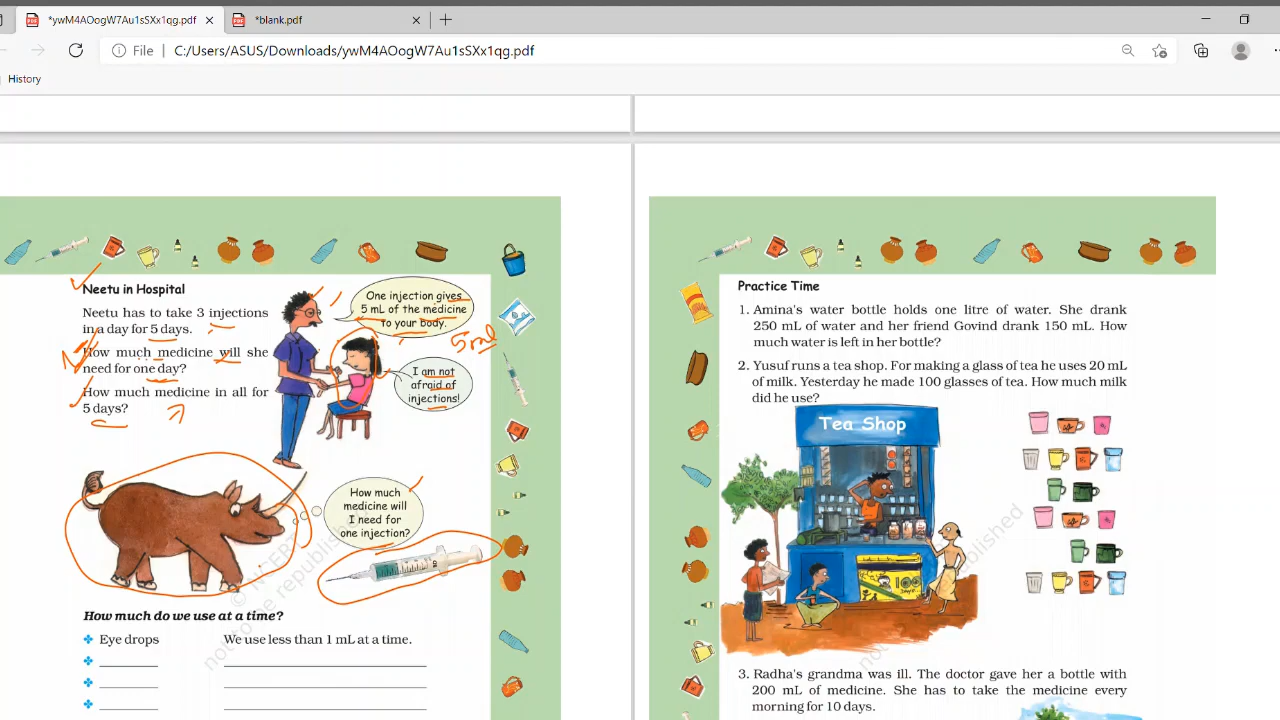 *ywM4AOogW7Au1sSXx1qg.pdf
*blank.pdf
File
C:/Users/ASUS/Downloads/ywM4AOogW7Au1sSXx1qg.pdf
History
Neetu in Hospital
Neetu has to take 3 injections
in a day for 5 days.
How much medicine will she
need for one day?
How much medicine in all for
5 days?
One injection gives
5 mL of the medicine
to your body.
5 ml
I am not
afraid of
injections!
How much
medicine will
I need for
one injection?
How much do we use at a time?
Eye drops We use less than 1 mL at a time.
Practice Time
1. Amina's water bottle holds one litre of water. She drank
250 mL of water and her friend Govind drank 150 mL. How
much water is left in her bottle?
2. Yusuf runs a tea shop. For making a glass of tea he uses 20 mL
of milk. Yesterday he made 100 glasses of tea. How much milk
did he use?
Tea Shop
3. Radha's grandma was ill. The doctor gave her a bottle with
200 mL of medicine. She has to take the medicine every
morning for 10 days.